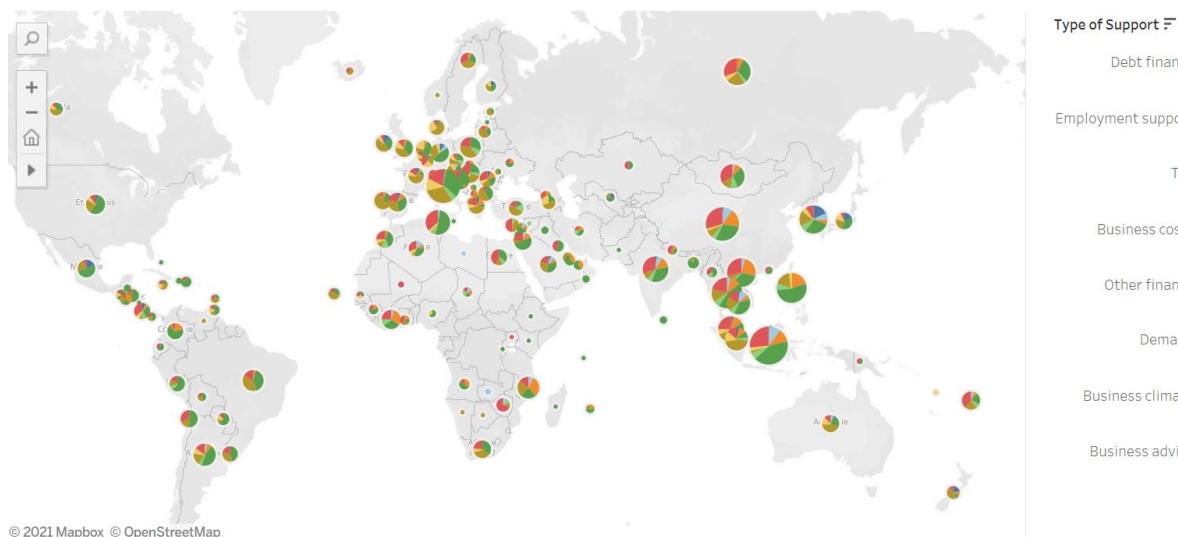 Type of Support
Debt finan
Employment suppo
T
Business cos
Other finan
Dema
Business clima
Business advi
© 2021 Mapbox © OpenStreetMap